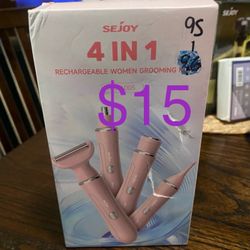 SEJOY
95
4 IN 1
RECHARGEABLE WOMEN GROOMING
$15